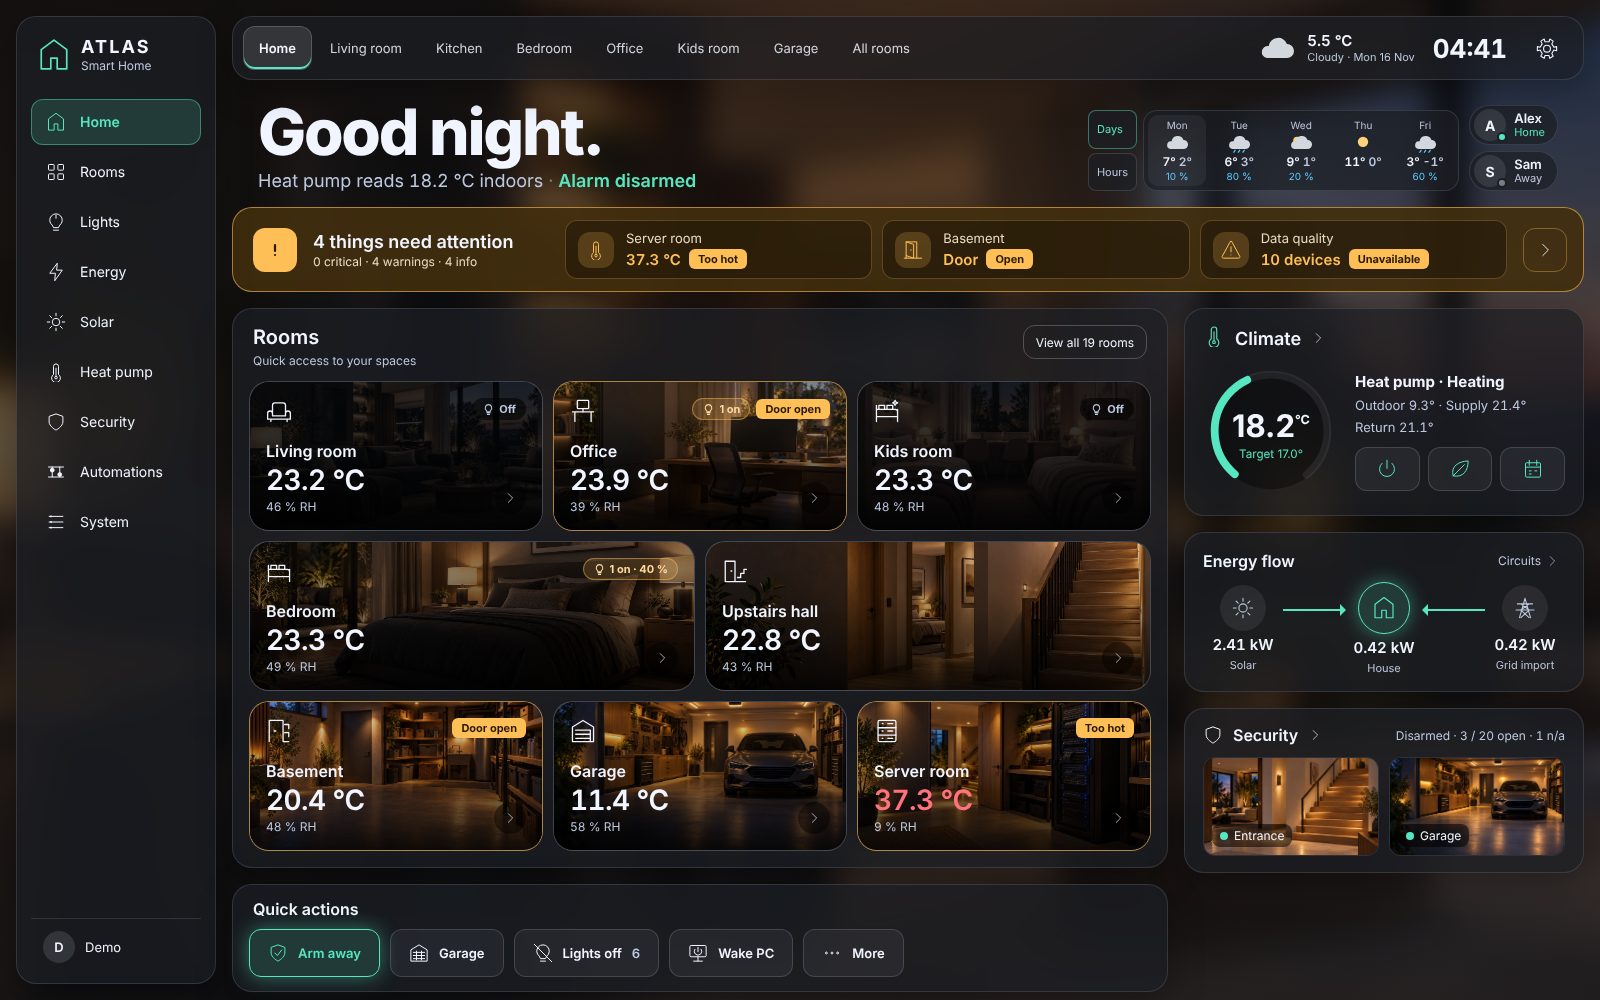 ATLAS
Smart Home
Home
Rooms
Lights
Energy
Solar
Heat pump
Security
Automations
System
D
Demo
Home
Living room
Kitchen
Bedroom
Office
Kids room
Garage
All rooms
5.5 °C
Cloudy · Mon 16 Nov
04:41
Good night.
Heat pump reads 18.2 °C indoors · Alarm disarmed
Days
Hours
Mon
7° 2°
10 %
Tue
6° 3°
80 %
Wed
9° 1°
20 %
Thu
11° 0°
Fri
3° -1°
60 %
A
Alex
Home
S
Sam
Away
!
4 things need attention
0 critical · 4 warnings · 4 info
Server room
37.3 °C Too hot
Basement
Door Open
Data quality
10 devices Unavailable
Rooms
Quick access to your spaces
View all 19 rooms
Off
Living room
23.2 °C
46 % RH
1 on
Door open
Office
23.9 °C
39 % RH
Off
Kids room
23.3 °C
48 % RH
1 on · 40 %
Bedroom
23.3 °C
49 % RH
Upstairs hall
22.8 °C
43 % RH
Door open
Basement
20.4 °C
48 % RH
Garage
11.4 °C
58 % RH
Too hot
Server room
37.3 °C
9 % RH
Quick actions
Arm away
Garage
Lights off 6
Wake PC
More
Climate
18.2°C
Target 17.0°
Heat pump · Heating
Outdoor 9.3° · Supply 21.4°
Return 21.1°
Energy flow
Circuits
2.41 kW
Solar
0.42 kW
House
0.42 kW
Grid import
Security
Disarmed · 3 / 20 open · 1 n/a
Entrance
Garage